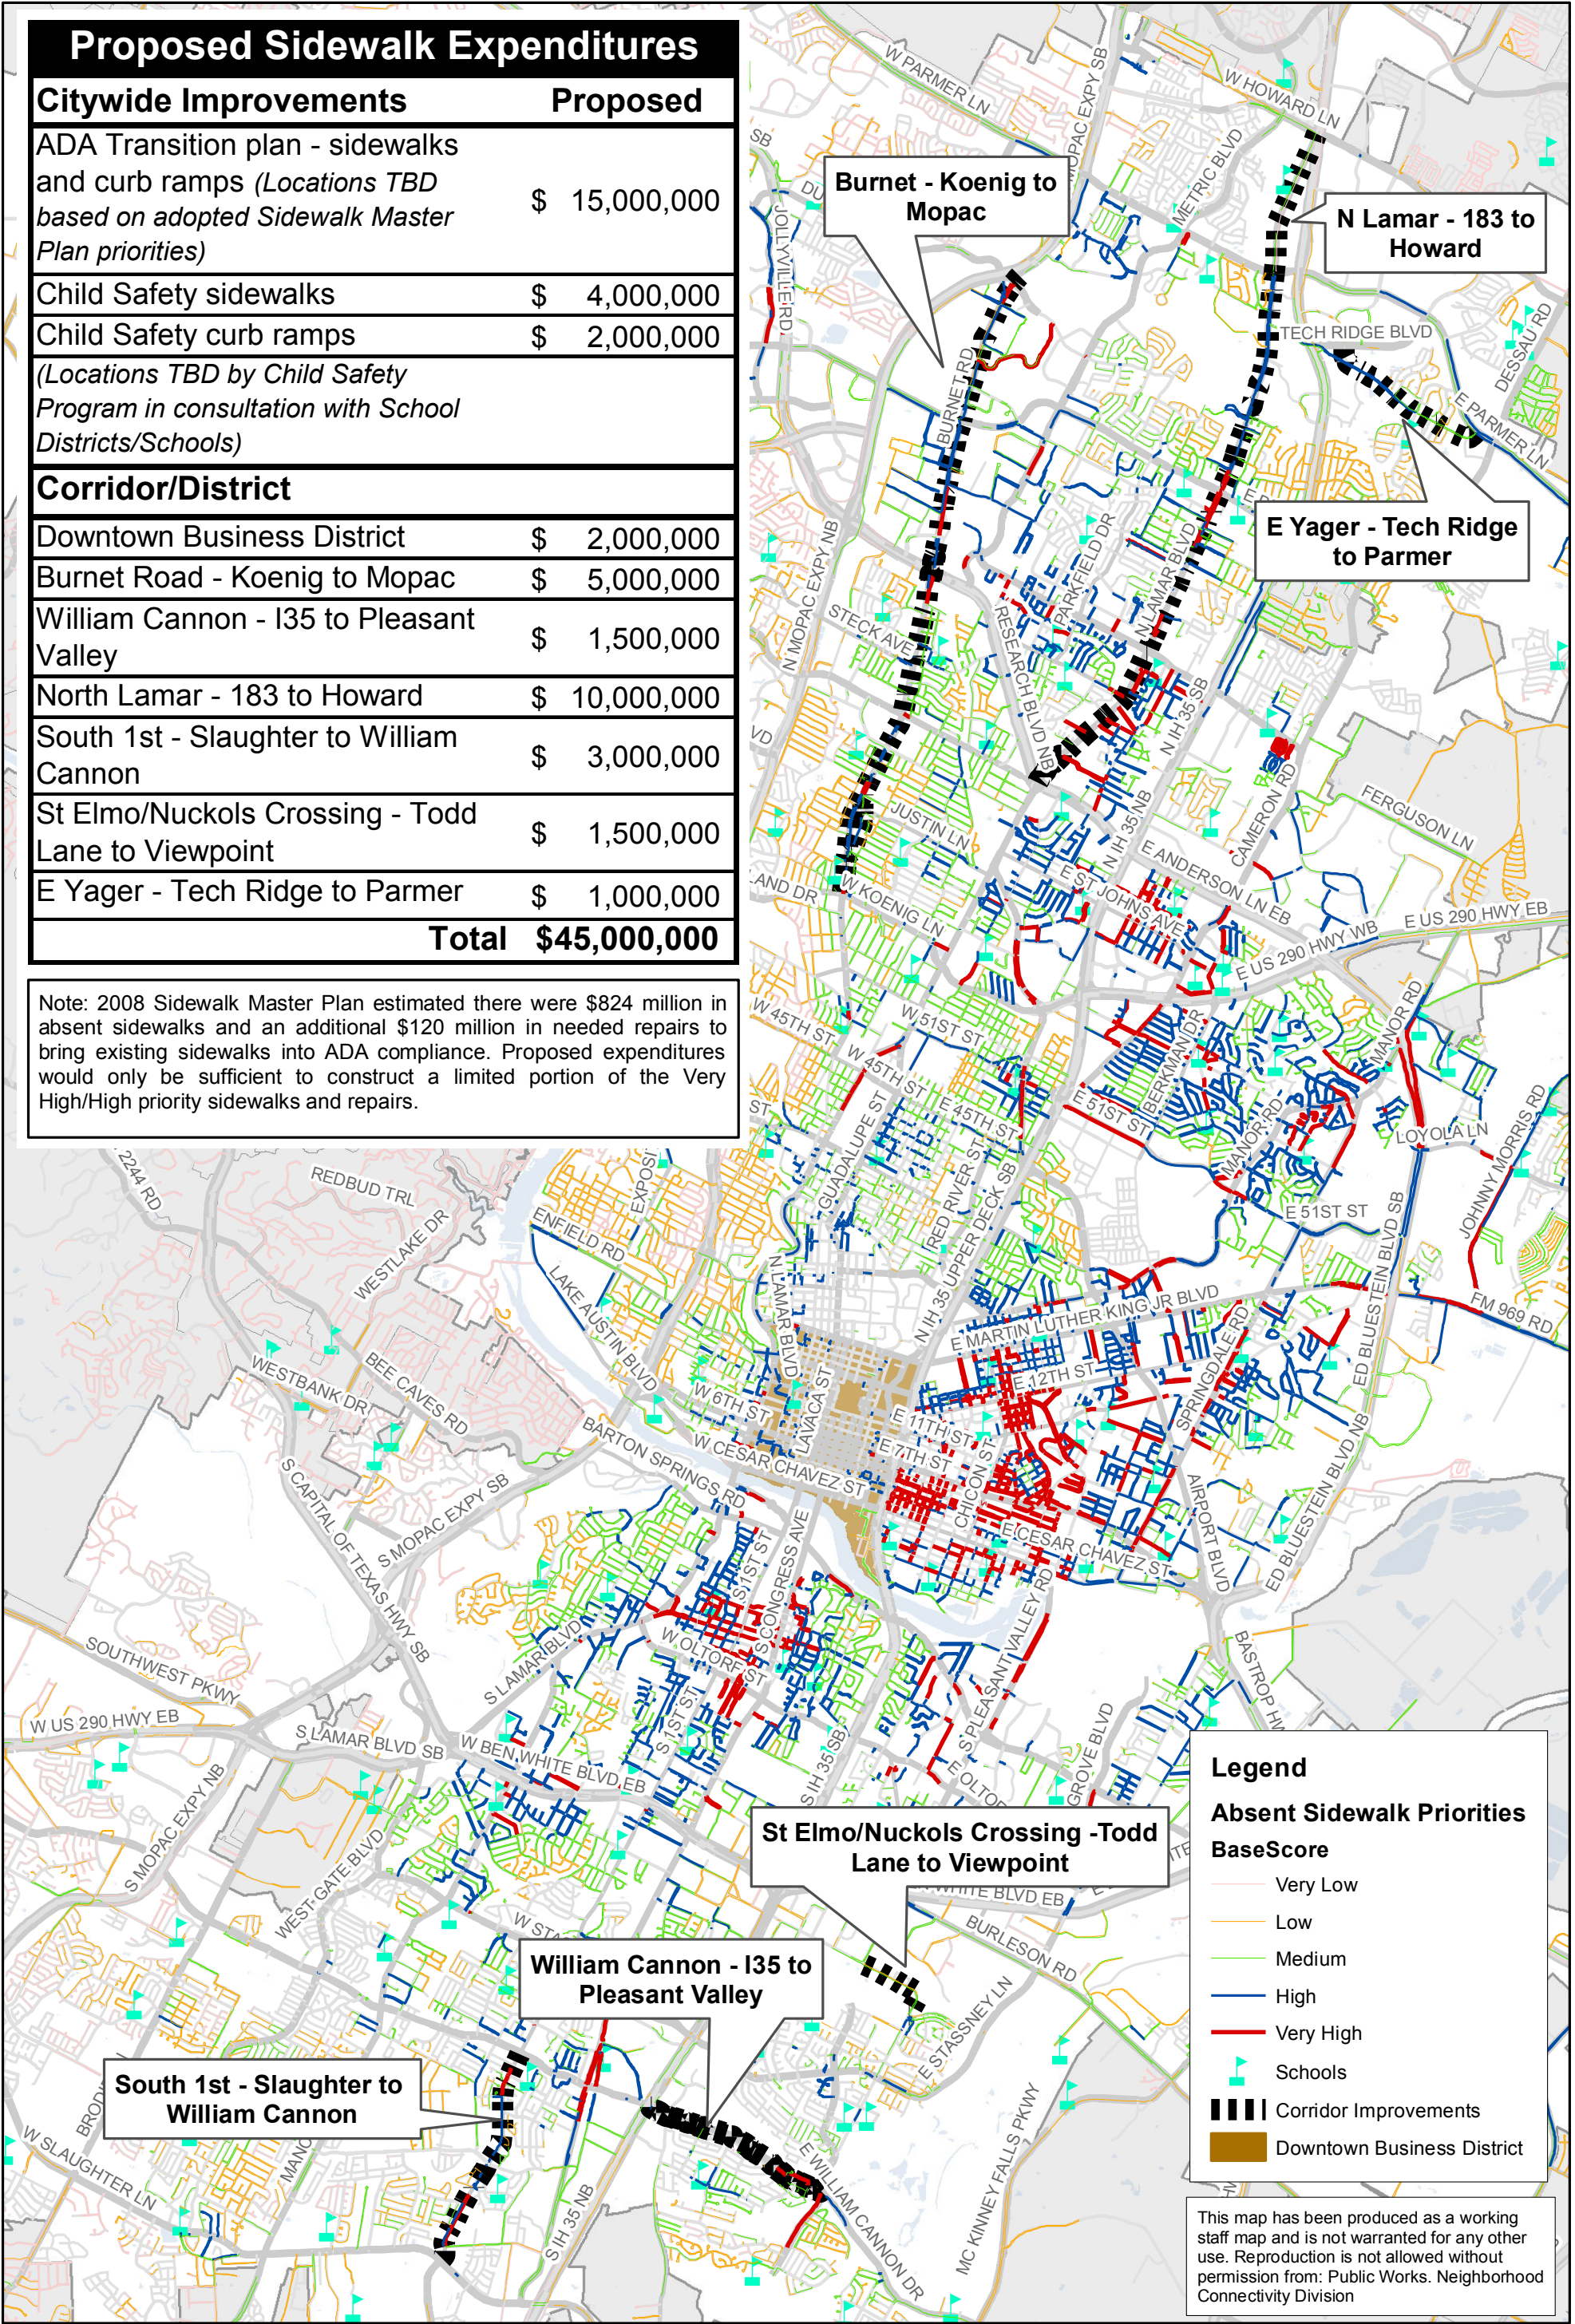 Proposed Sidewalk Expenditures
Citywide Improvements Proposed
ADA Transition plan - sidewalks
and curb ramps (Locations TBD
based on adopted Sidewalk Master
Plan priorities)
$ 15,000,000
Child Safety sidewalks $ 4,000,000
Child Safety curb ramps $ 2,000,000
(Locations TBD by Child Safety
Program in consultation with School
Districts/Schools)
Corridor/District
Downtown Business District $ 2,000,000
Burnet Road - Koenig to Mopac $ 5,000,000
William Cannon - I35 to Pleasant
Valley
$ 1,500,000
North Lamar - 183 to Howard $ 10,000,000
South 1st - Slaughter to William
Cannon
$ 3,000,000
St Elmo/Nuckols Crossing - Todd
Lane to Viewpoint
$ 1,500,000
E Yager - Tech Ridge to Parmer $ 1,000,000
Total $45,000,000
Note: 2008 Sidewalk Master Plan estimated there were $824 million in
absent sidewalks and an additional $120 million in needed repairs to
bring existing sidewalks into ADA compliance. Proposed expenditures
would only be sufficient to construct a limited portion of the Very
High/High priority sidewalks and repairs.
W PARMER LN
MOPAC EXPY SB
W HOWARD LN
SB
JOLLYVILLE RD
METRIC BLVD
Burnet - Koenig to
Mopac
N Lamar - 183 to
Howard
TECH RIDGE BLVD
DESSAU RD
E PARMER LN
BURNET RD
E Yager - Tech Ridge
to Parmer
N MOPAC EXPY NB
PARKFIELD DR
N LAMAR BLVD
STECK AVE
RESEARCH BLVD NB
N IH 35 SB
VD
CAMERON RD
FERGUSON LN
JUSTIN LN
N IH 35 NB
E ANDERSON LN EB
AND DR
W KOENIG LN
E ST JOHNS AVE
E US 290 HWY EB
E US 290 HWY WB
W 45TH ST
W 51ST ST
MANOR RD
BERKMAN DR
W 45TH ST
E 45TH ST
E 51ST ST
ST
GUADALUPE ST
MANOR RD
LOYOLA LN
JOHNNY MORRIS RD
2244 RD
REDBUD TRL
EXPOSI
RED RIVER ST
WESTLAKE DR
ENFIELD RD
N IH 35 UPPER DECK SB
E 51ST ST
ED BLUESTEIN BLVD SB
LAKE AUSTIN BLVD
N LAMAR BLVD
E MARTIN LUTHER KING JR BLVD
FM 969 RD
WESTBANK DR
BEE CAVES RD
W 6TH ST
LAVACA ST
E 12TH ST
SPRINGDALE RD
E 11TH ST
E 7TH ST
BARTON SPRINGS RD
W CESAR CHAVEZ ST
CHICON ST
ED BLUESTEIN BLVD NB
S CAPITAL OF TEXAS HWY SB
S MOPAC EXPY SB
S 1ST ST
S CONGRESS AVE
E CESAR CHAVEZ ST
AIRPORT BLVD
SOUTHWEST PKWY
S LAMAR BLVD
W OLTORF ST
S PLEASANT VALLEY RD
BASTROP HW
W US 290 HWY EB
S LAMAR BLVD SB
W BEN WHITE BLVD EB
S 1ST ST
S IH 35 SB
E OLTOR
GROVE BLVD
S MOPAC EXPY NB
WEST GATE BLVD
St Elmo/Nuckols Crossing -Todd
Lane to Viewpoint
WHITE BLVD EB
BURLESON RD
W STA
William Cannon - I35 to
Pleasant Valley
E STASSNEY LN
South 1st - Slaughter to
William Cannon
BRODI
W SLAUGHTER LN
MANC
S IH 35 NB
E WILLIAM CANNON DR
MC KINNEY FALLS PKWY
Legend
Absent Sidewalk Priorities
BaseScore
Very Low
Low
Medium
High
Very High
Schools
Corridor Improvements
Downtown Business District
This map has been produced as a working
staff map and is not warranted for any other
use. Reproduction is not allowed without
permission from: Public Works. Neighborhood
Connectivity Division